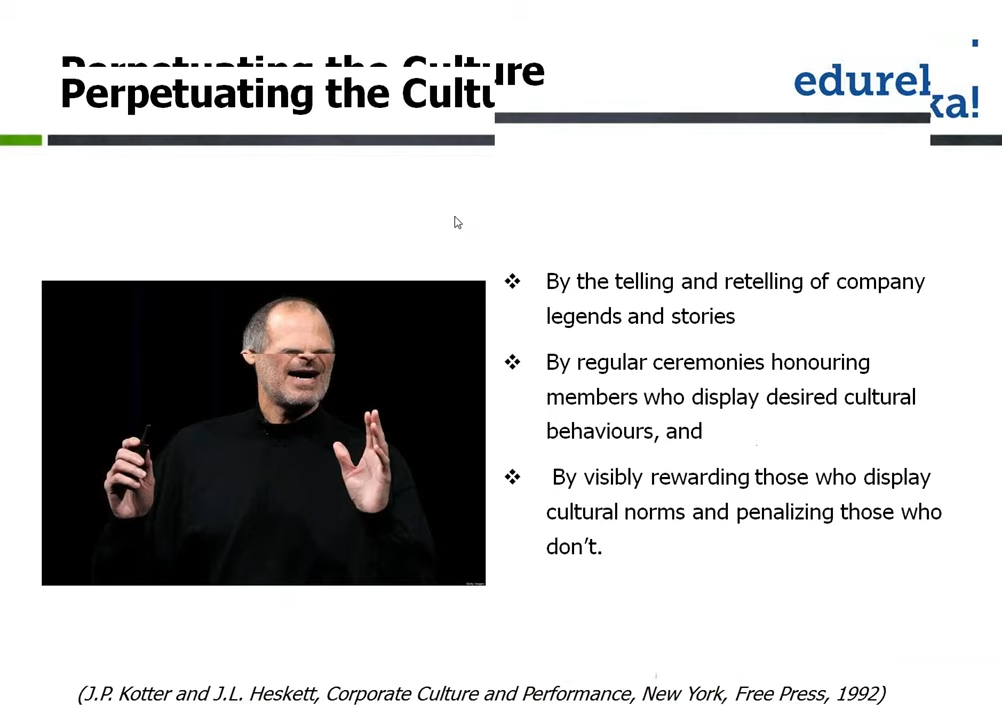 Perpetuating the Culture
edureka!
❖ By the telling and retelling of company
legends and stories
❖ By regular ceremonies honouring
members who display desired cultural
behaviours, and
❖ By visibly rewarding those who display
cultural norms and penalizing those who
don't.
(J.P. Kotter and J.L. Heskett, Corporate Culture and Performance, New York, Free Press, 1992)